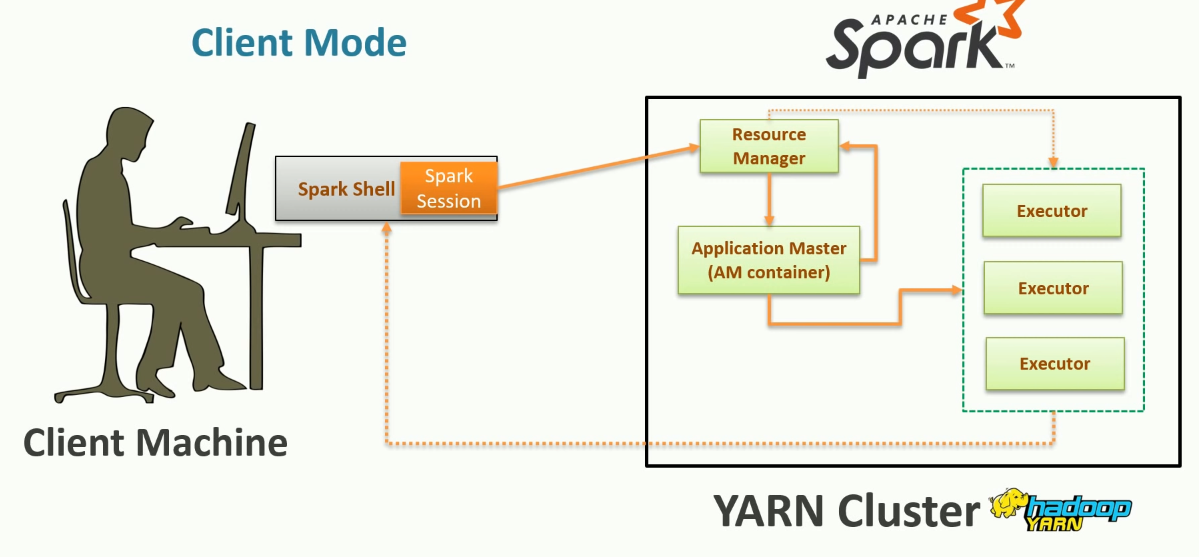 Client Mode
APACHE
Spark
TM
Spark Shell
Spark
Session
Resource
Manager
Application Master
(AM container)
Executor
Executor
Executor
Client Machine
YARN Cluster
hadoop
YARN